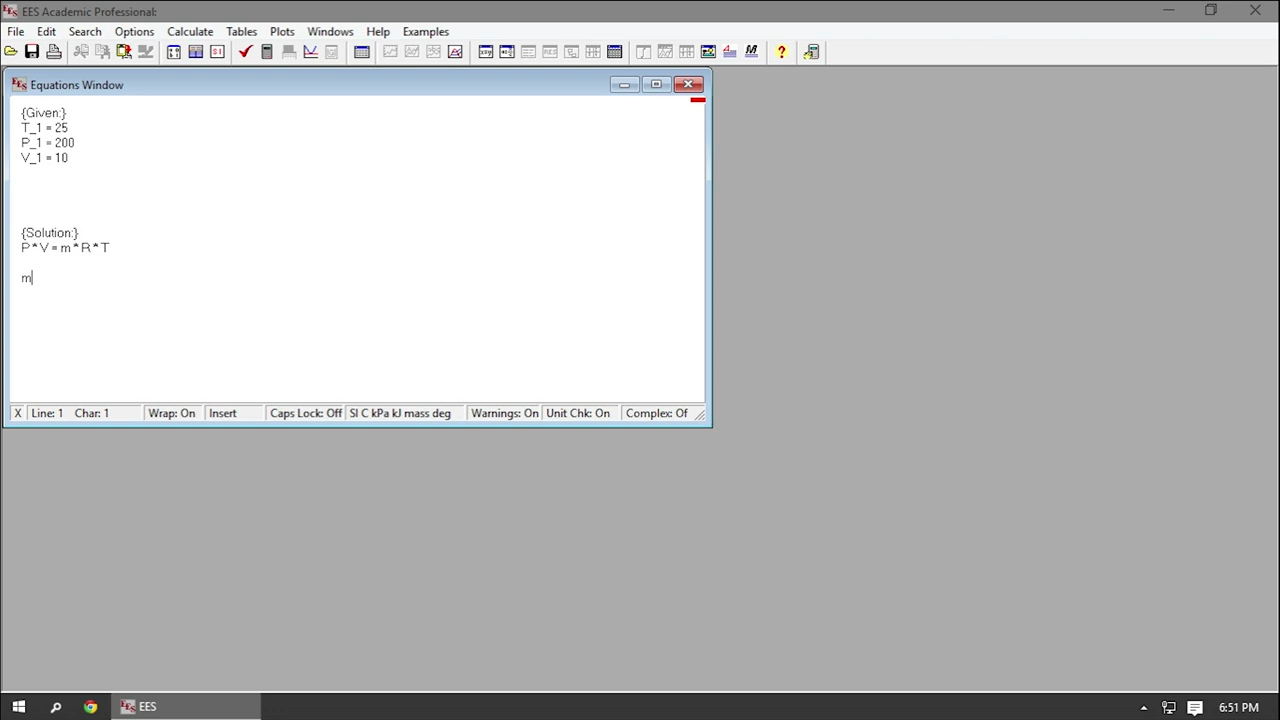 EES Academic Professional:
File Edit Search Options Calculate Tables Plots Windows Help Examples
Equations Window
{Given:}
T_1 = 25
P_1 = 200
V_1 = 10
{Solution:}
P*V = m*R*T
m
X Line: 1 Char: 1 Wrap: On Insert Caps Lock: Off SI C kPa kJ mass deg Warnings: On Unit Chk: On Complex: Of
EES
6:51 PM